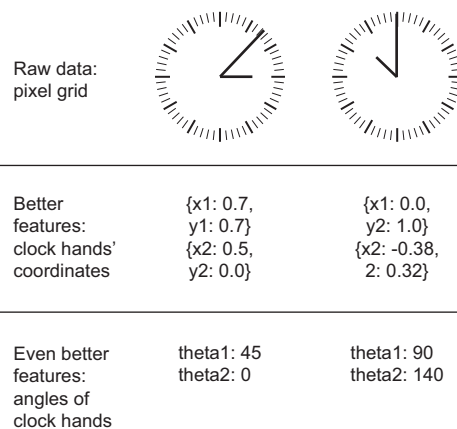 Raw data:
pixel grid
Better
features:
clock hands'
coordinates
{x1: 0.7,
y1: 0.7}
{x2: 0.5,
y2: 0.0}
{x1: 0.0,
y2: 1.0}
{x2: -0.38,
2: 0.32}
Even better
features:
angles of
clock hands
theta1: 45
theta2: 0
theta1: 90
theta2: 140